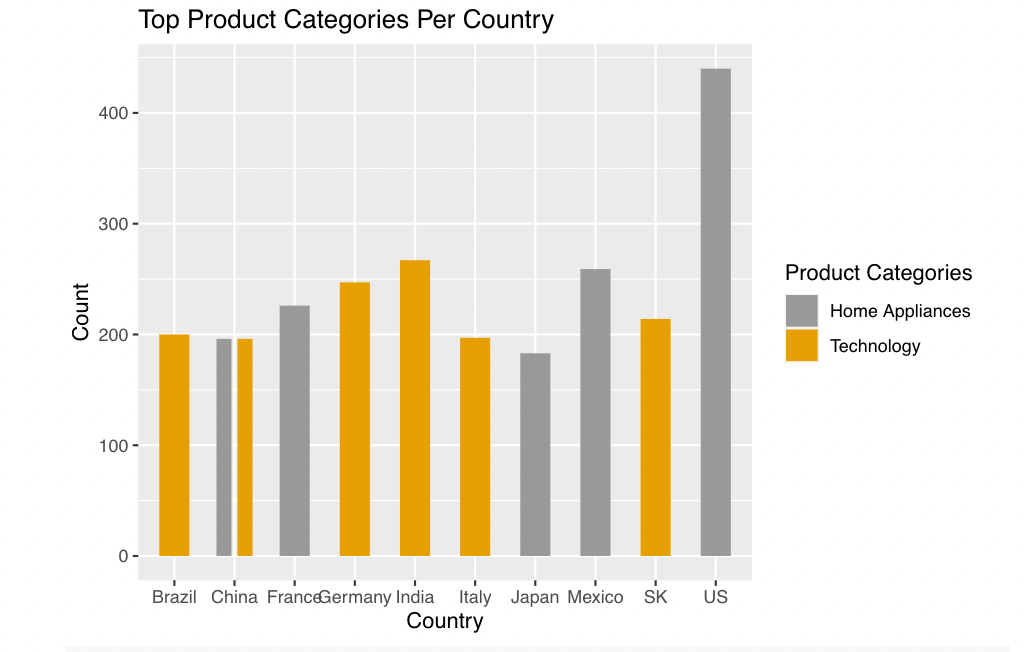 Top Product Categories Per Country
Count
400
300
200
100
0
Brazil China France Germany India Italy Japan Mexico SK US
Country
Product Categories
Home Appliances
Technology